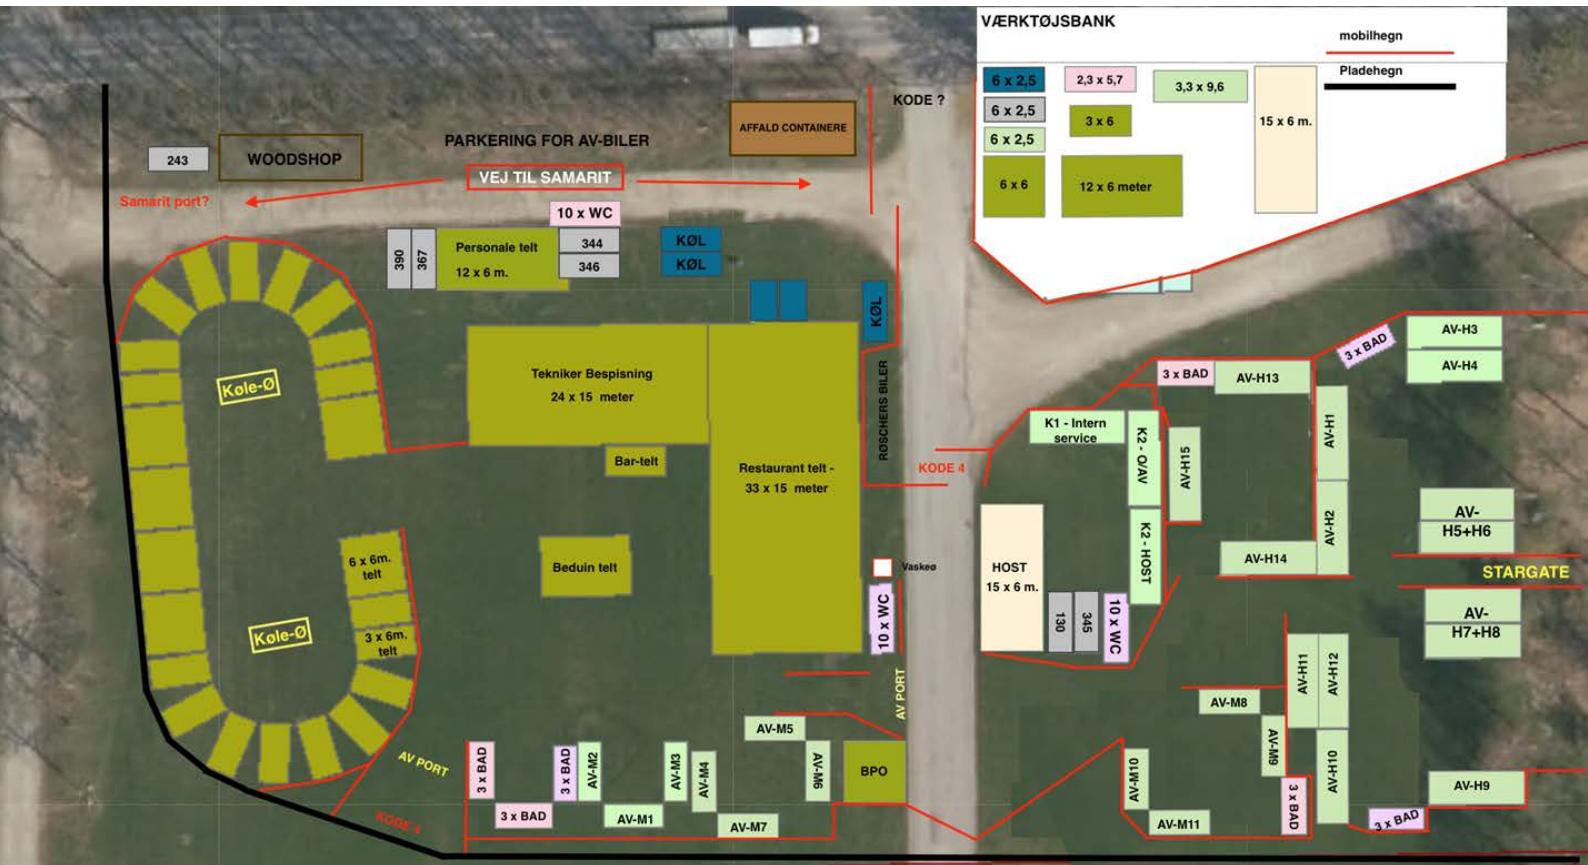 VÆRKTØJSBANK
mobilhegn
Pladehegn
6 x 2,5
2,3 x 5,7
3,3 x 9,6
15 x 6 m.
6 x 2,5
3 x 6
6 x 2,5
6 x 6
12 x 6 meter
KODE ?
AFFALD CONTAINERE
PARKERING FOR AV-BILER
243
WOODSHOP
VEJ TIL SAMARIT
Samarit port?
10 x WC
390
367
Personale telt
12 x 6 m.
344
346
KØL
KØL
KØL
RØSCHERS BILER
Tekniker Bespisning
24 x 15 meter
Bar-telt
Restaurant telt -
33 x 15 meter
Beduin telt
Køle-Ø
6 x 6m.
telt
3 x 6m.
telt
Køle-Ø
Vaskeø
10 x WC
AV PORT
KODE 4
AV PORT
KODE 4
3 x BAD
3 x BAD
3 x BAD
AV-M2
AV-M1
AV-M3
AV-M4
AV-M7
AV-M5
AV-M6
BPO
K1 - Intern
service
K2 - O/AV
K2 - HOST
HOST
15 x 6 m.
130
345
10 x WC
3 x BAD
AV-H13
AV-H15
AV-H14
AV-H1
AV-H2
3 x BAD
AV-H3
AV-H4
AV-
H5+H6
STARGATE
AV-
H7+H8
AV-H11
AV-H12
AV-H10
AV-M8
AV-M9
AV-M10
AV-M11
3 x BAD
3 x BAD
AV-H9